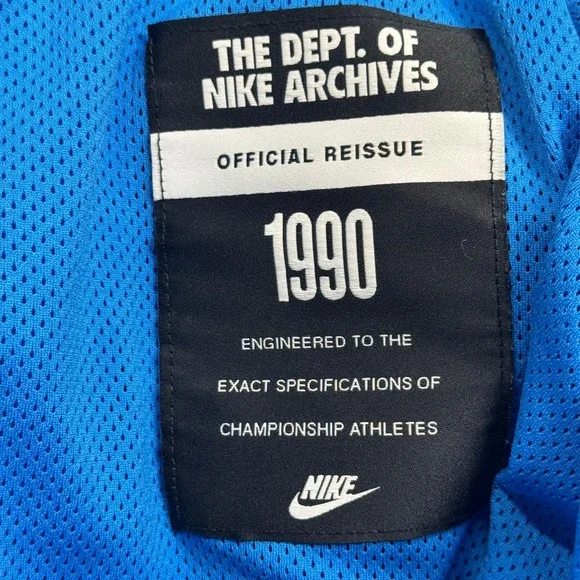 THE DEPT. OF
NIKE ARCHIVES
OFFICIAL REISSUE
1990
ENGINEERED TO THE
EXACT SPECIFICATIONS OF
CHAMPIONSHIP ATHLETES
NIKE